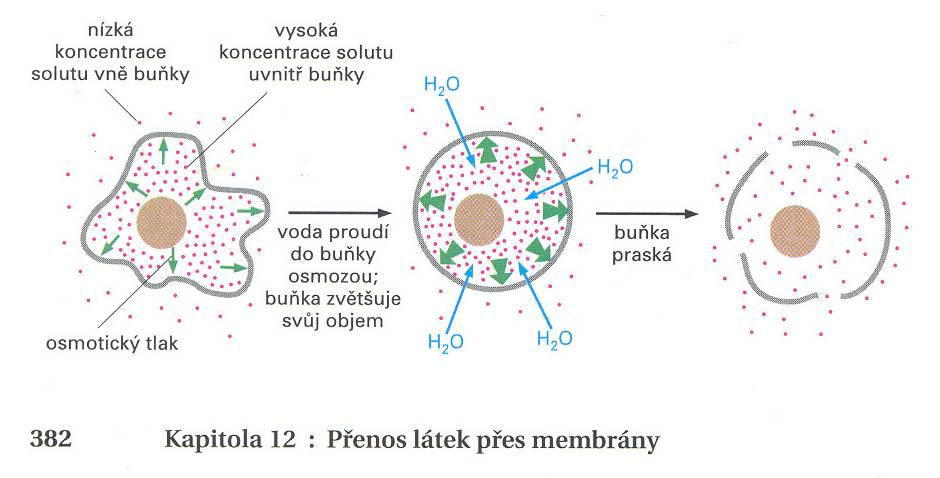 nízká
koncentrace
solutu vně buňky
vysoká
koncentrace solutu
uvnitř buňky
osmotický tlak
voda proudí
do buňky
osmozou;
buňka zvětšuje
svůj objem
H₂O
H₂O
H₂O
H₂O
buňka
praská
382 Kapitola 12 : Přenos látek přes membrány